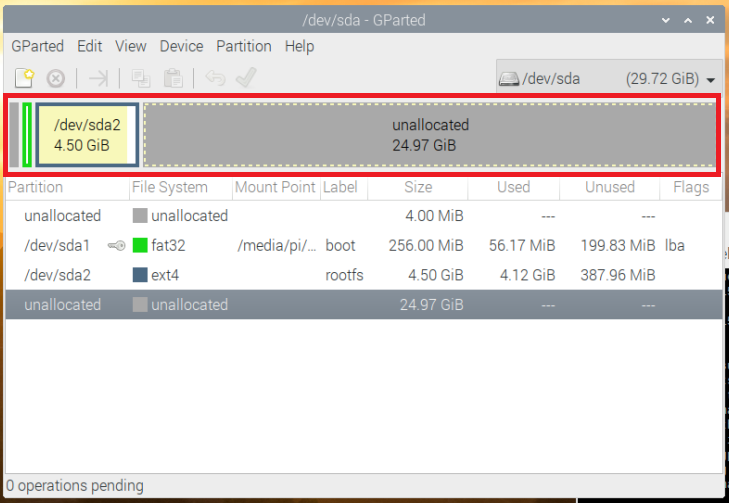 /dev/sda - GParted
GParted Edit View Device Partition Help
/dev/sda (29.72 GiB)
/dev/sda2
4.50 GiB
unallocated
24.97 GiB
Partition File System Mount Point Label Size Used Unused Flags
unallocated unallocated 4.00 MiB --- ---
/dev/sda1 fat32 /media/pi/... boot 256.00 MiB 56.17 MiB 199.83 MiB lba
/dev/sda2 ext4 rootfs 4.50 GiB 4.12 GiB 387.96 MiB
unallocated unallocated 24.97 GiB --- ---
0 operations pending